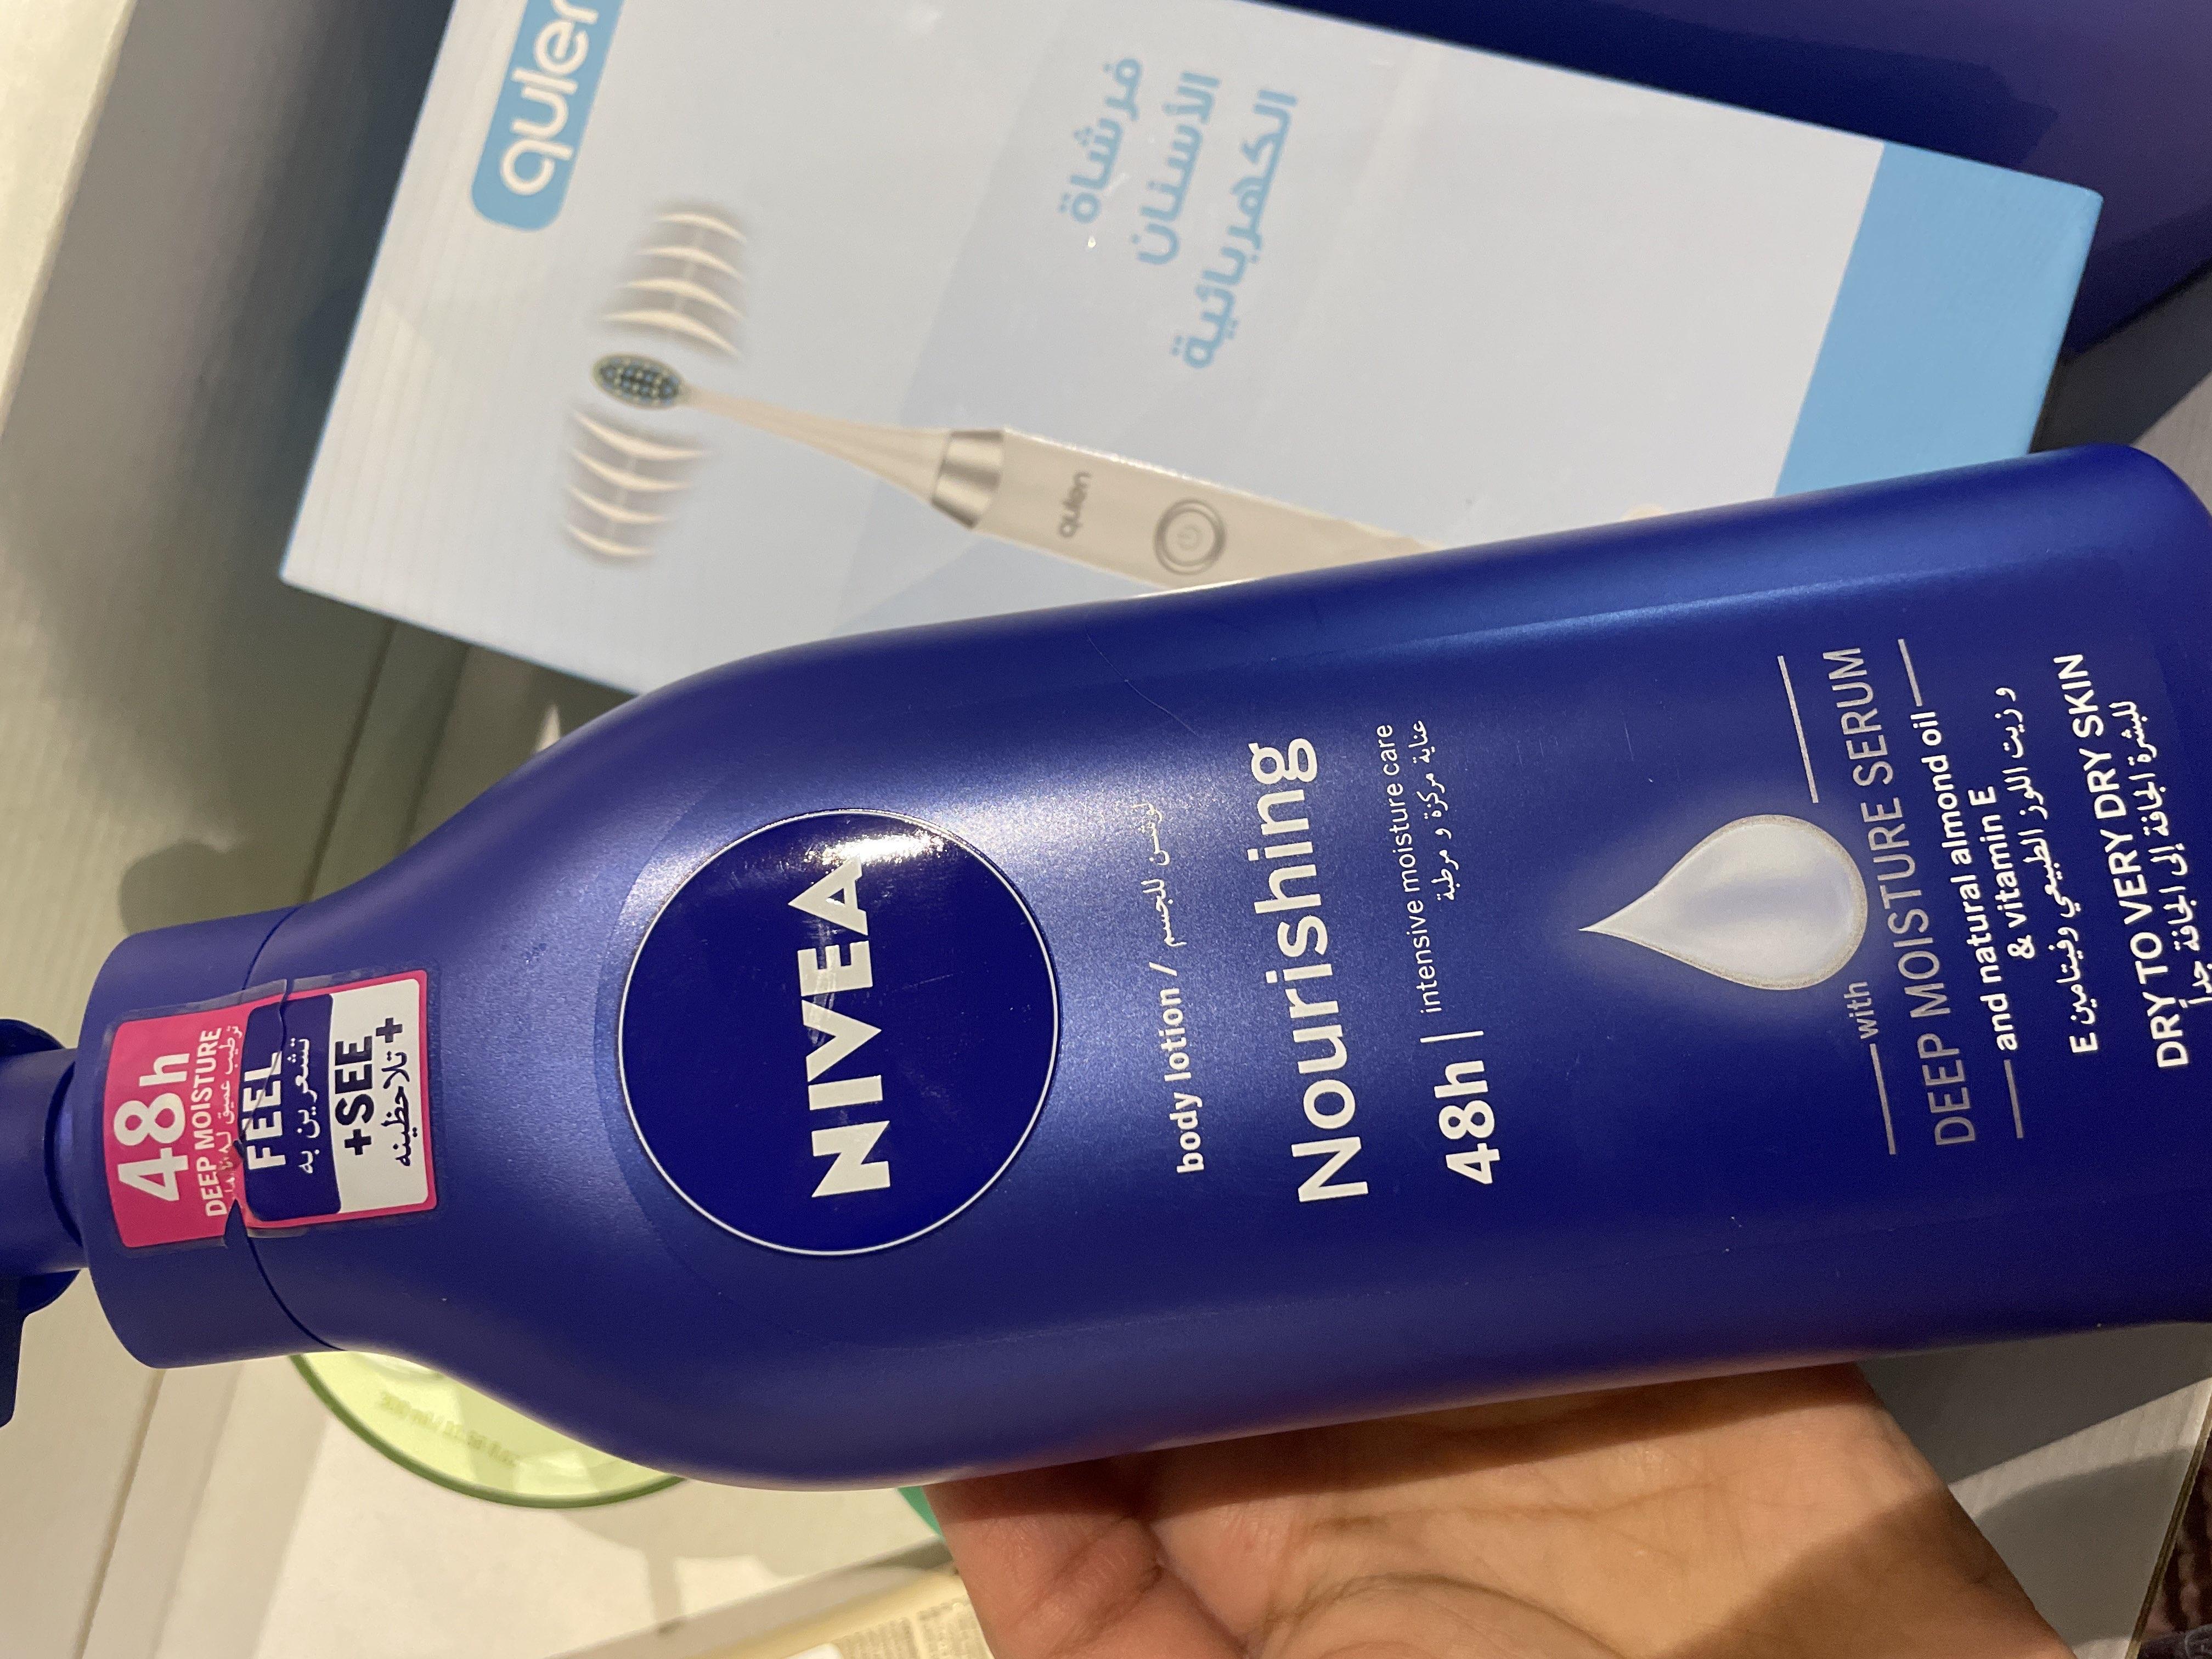 qulen
فرشاة
الأسنان
الكهربائية
qulen
48h
DEEP MOISTURE
FEEL
تشعرين به
+SEE
تلاحظينه+
NIVEA
body lotion / لوشن للجسم
Nourishing
48h | intensive moisture care
عناية مركزة و مرطبة
with
DEEP MOISTURE SERUM
and natural almond oil
& vitamin E
و زيت اللوز الطبيعي وفيتامين E
DRY TO VERY DRY SKIN
للبشرة الجافة إلى الجافة جداً